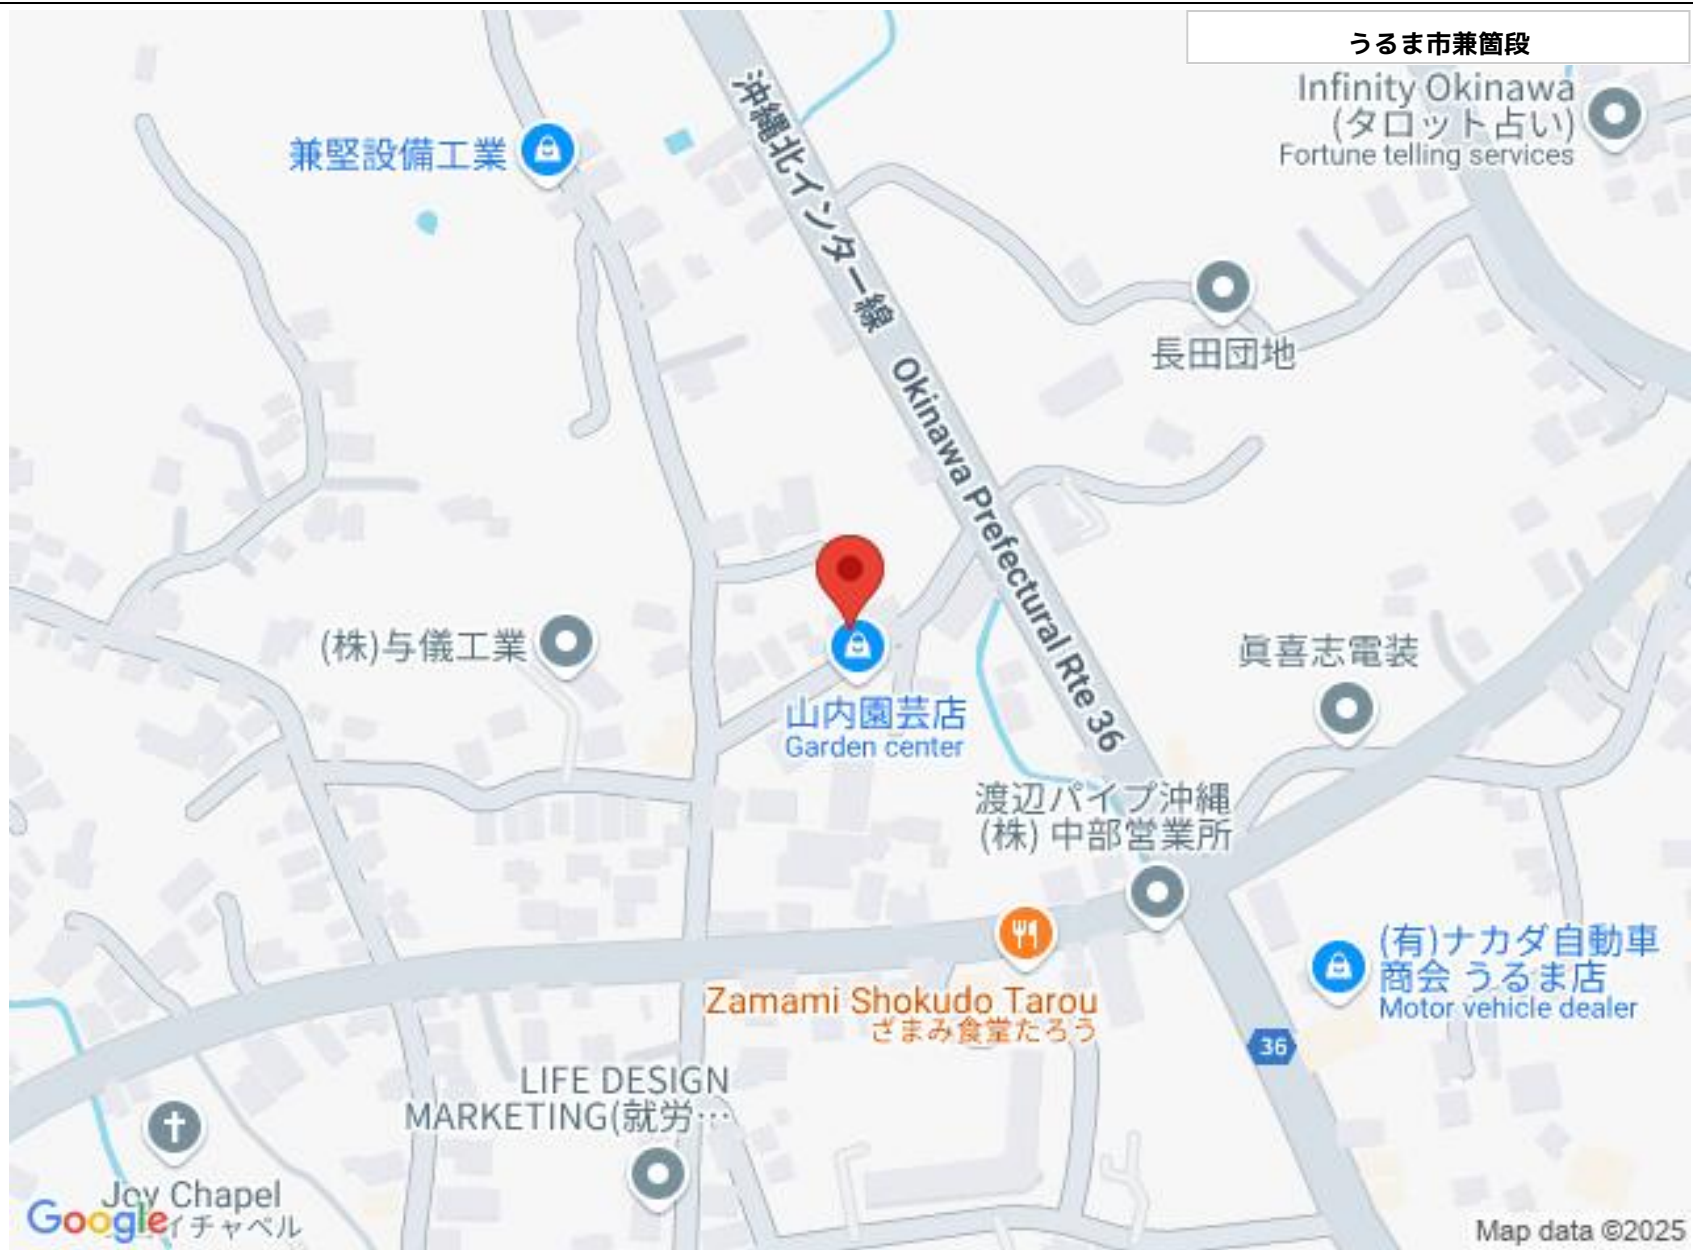 うるま市兼箇段
Infinity Okinawa
(タロット占い)
Fortune telling services
兼堅設備工業
沖縄北インター線 Okinawa Prefectural Rte 36
長田団地
(株)与儀工業
眞喜志電装
山内園芸店
Garden center
渡辺パイプ沖縄
(株) 中部営業所
(有)ナカダ自動車
商会 うるま店
Motor vehicle dealer
Zamami Shokudo Tarou
ざまみ食堂たろう
36
LIFE DESIGN
MARKETING(就労…
Joy Chapel
イチャペル
Google
Map data ©2025